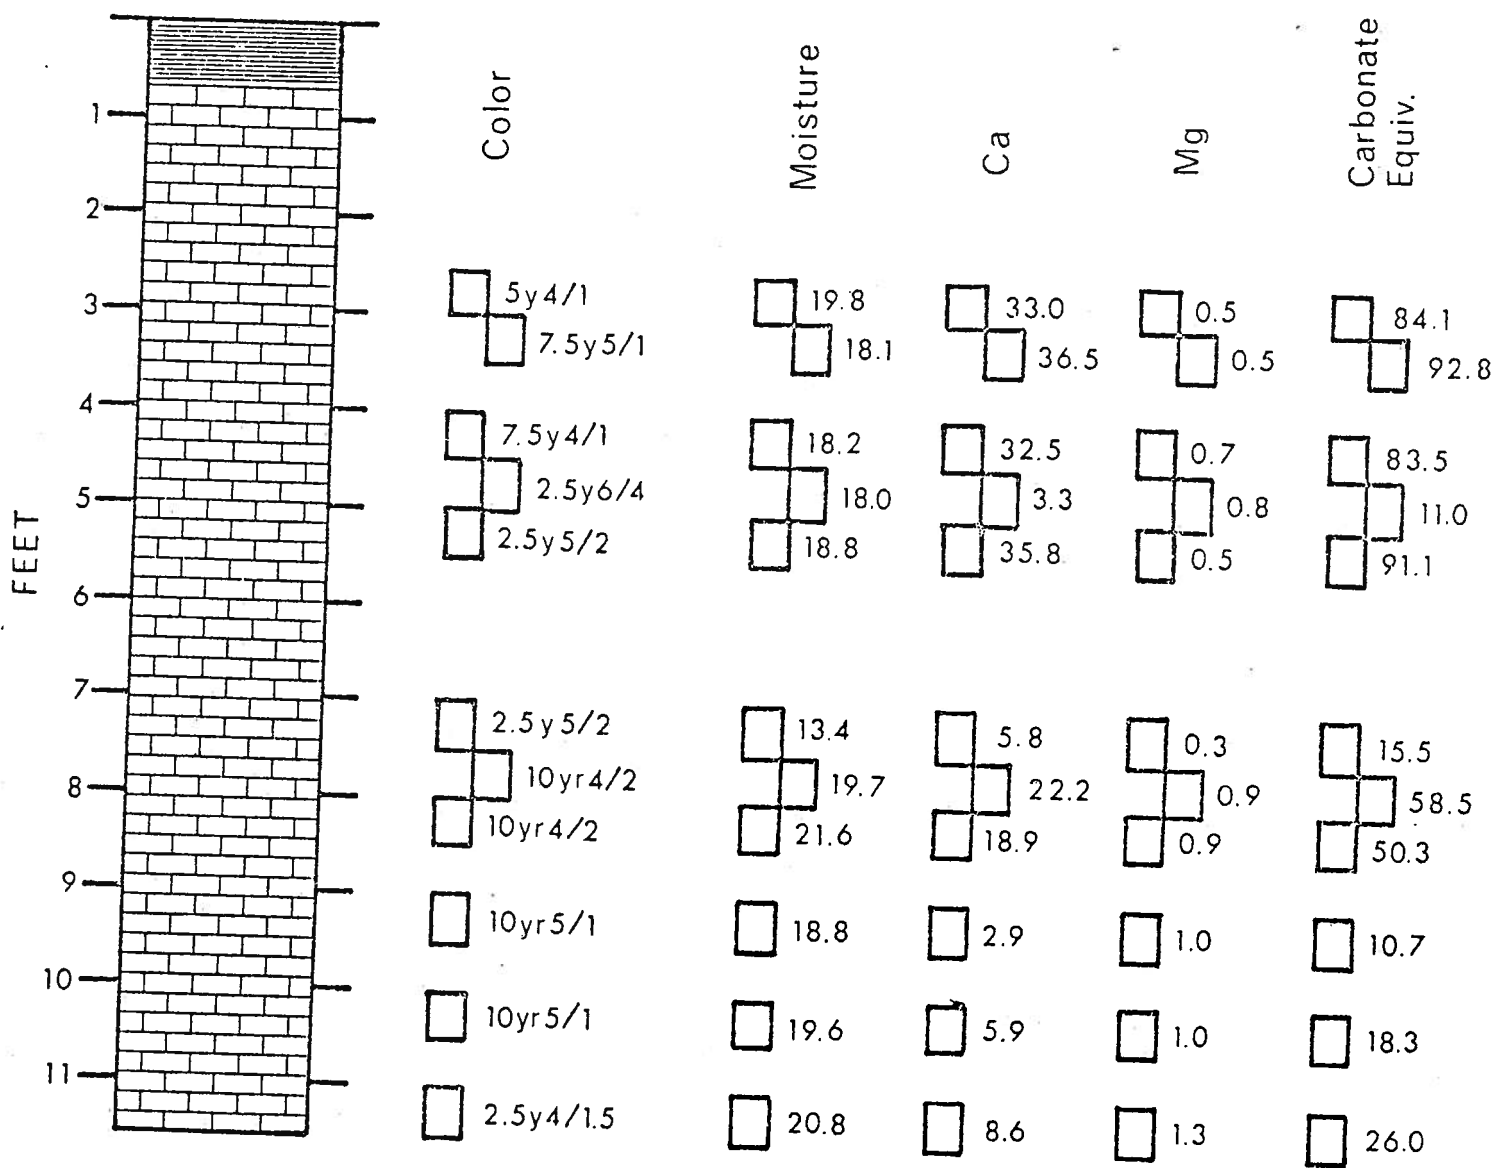 Color Moisture Ca Mg Carbonate Equiv.
FEET
1
2
3 5y4/1 19.8 33.0 0.5 84.1
7.5y5/1 18.1 36.5 0.5 92.8
4 7.5y4/1 18.2 32.5 0.7 83.5
5 2.5y6/4 18.0 3.3 0.8 11.0
2.5y5/2 18.8 35.8 0.5 91.1
6
7 2.5y5/2 13.4 5.8 0.3 15.5
8 10yr4/2 19.7 22.2 0.9 58.5
10yr4/2 21.6 18.9 0.9 50.3
9 10yr5/1 18.8 2.9 1.0 10.7
10 10yr5/1 19.6 5.9 1.0 18.3
11 2.5y4/1.5 20.8 8.6 1.3 26.0